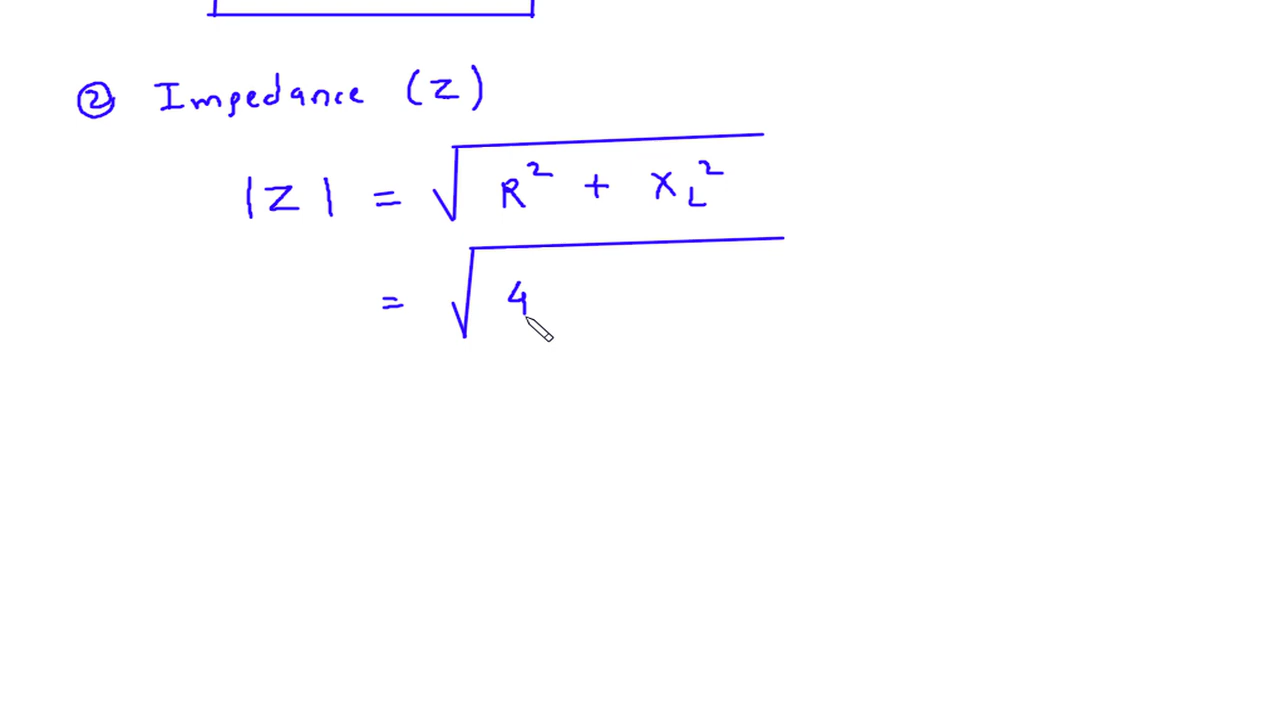 ② Impedance (Z)
|Z| = √R² + X_L²
= √4